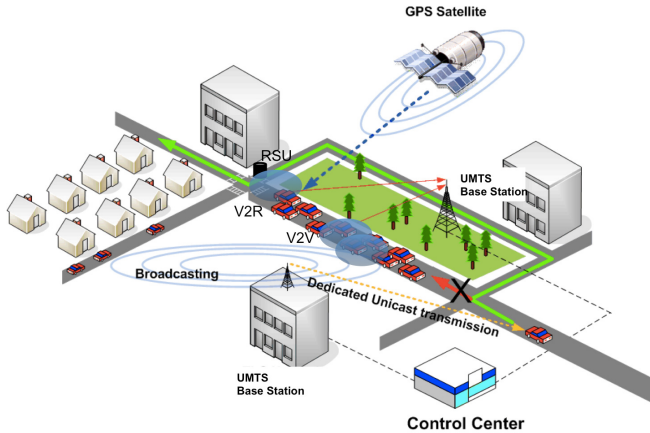 GPS Satellite
RSU
UMTS
Base Station
V2R
V2V
Broadcasting
X
Dedicated Unicast transmission
UMTS
Base Station
Control Center